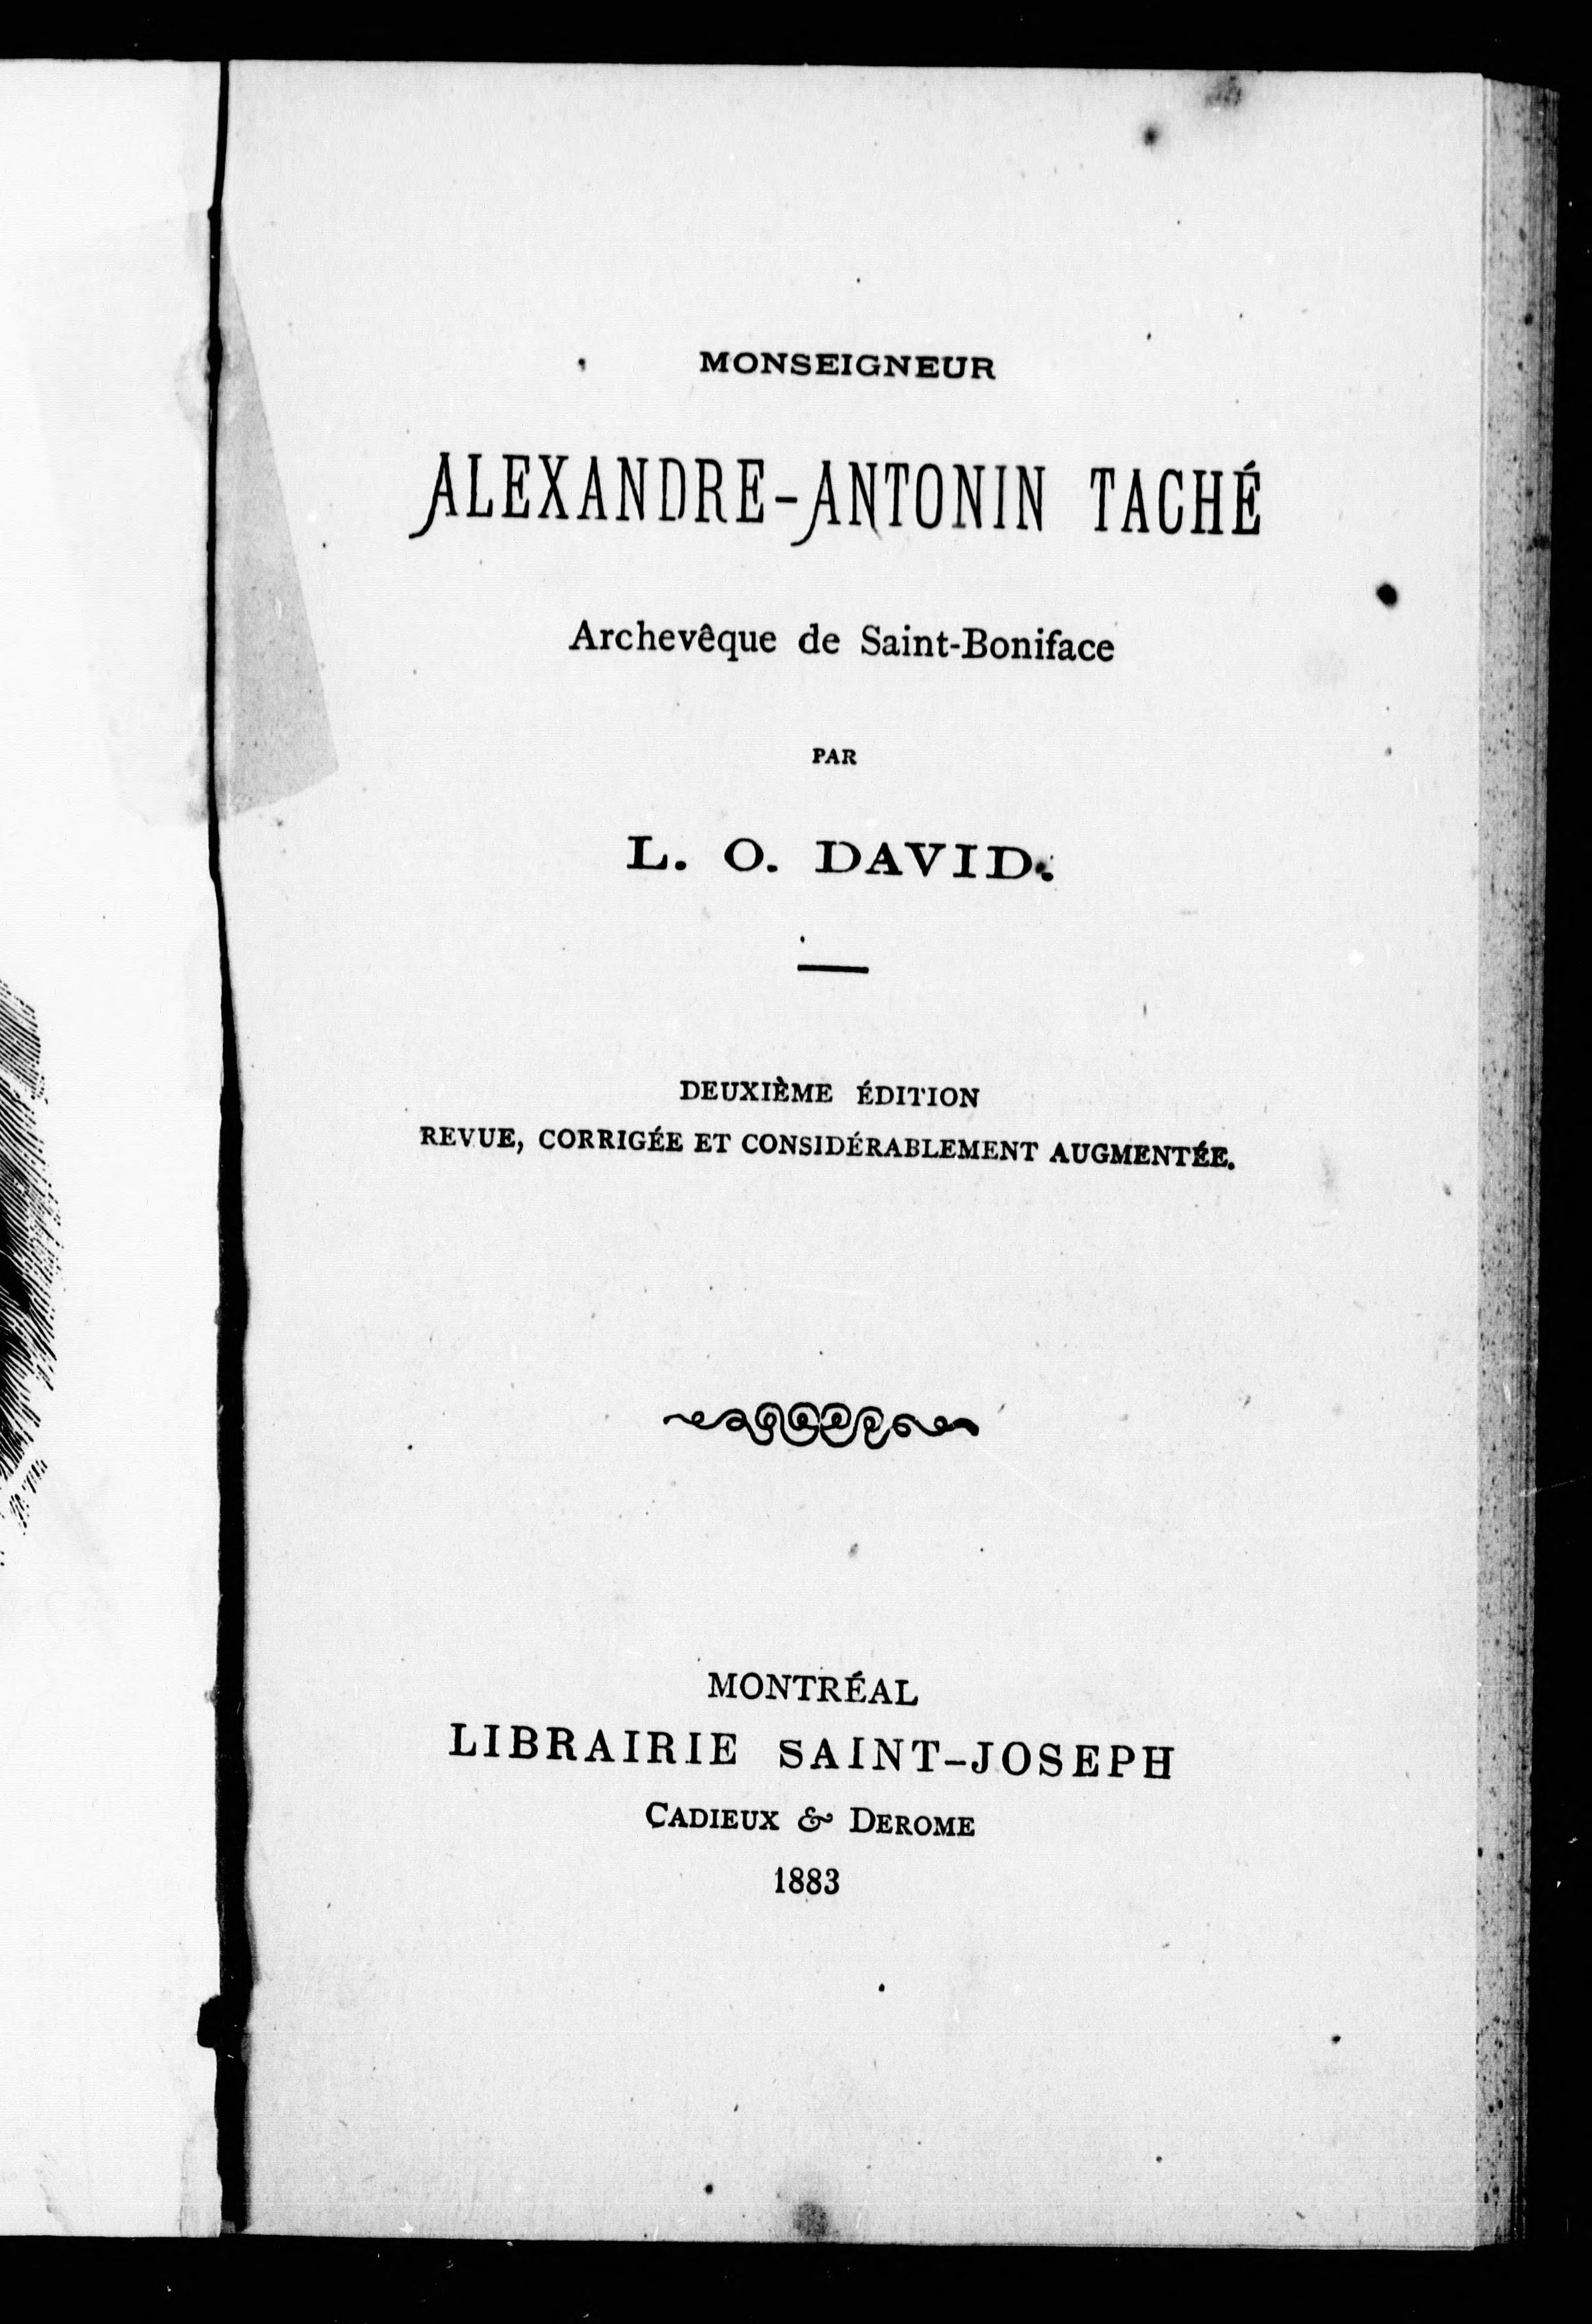 MONSEIGNEUR
ALEXANDRE-ANTONIN TACHÉ
Archevêque de Saint-Boniface
PAR
L. O. DAVID.
DEUXIÈME ÉDITION
REVUE, CORRIGÉE ET CONSIDÉRABLEMENT AUGMENTÉE.
MONTRÉAL
LIBRAIRIE SAINT-JOSEPH
CADIEUX & DEROME
1883